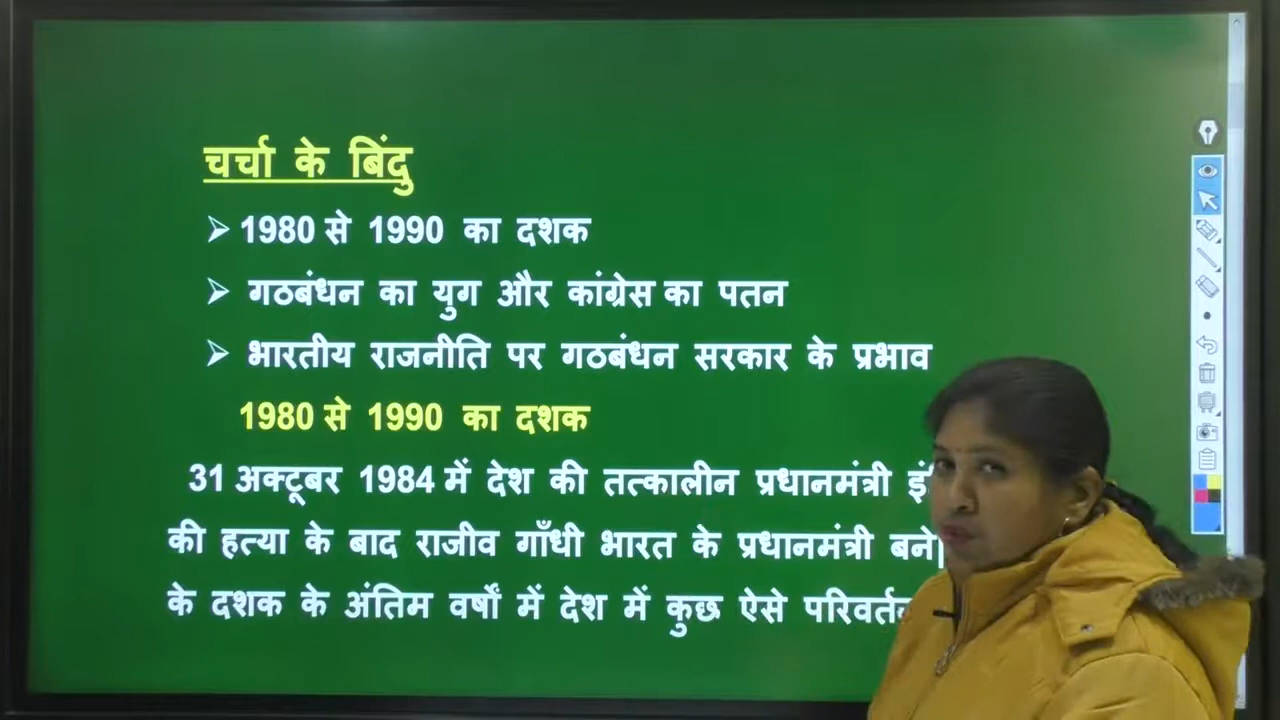 चर्चा के बिंदु
➢ 1980 से 1990 का दशक
➢ गठबंधन का युग और कांग्रेस का पतन
➢ भारतीय राजनीति पर गठबंधन सरकार के प्रभाव
1980 से 1990 का दशक
31 अक्टूबर 1984 में देश की तत्कालीन प्रधानमंत्री
की हत्या के बाद राजीव गाँधी भारत के प्रधानमंत्री बने
के दशक के अंतिम वर्षों में देश में कुछ ऐसे